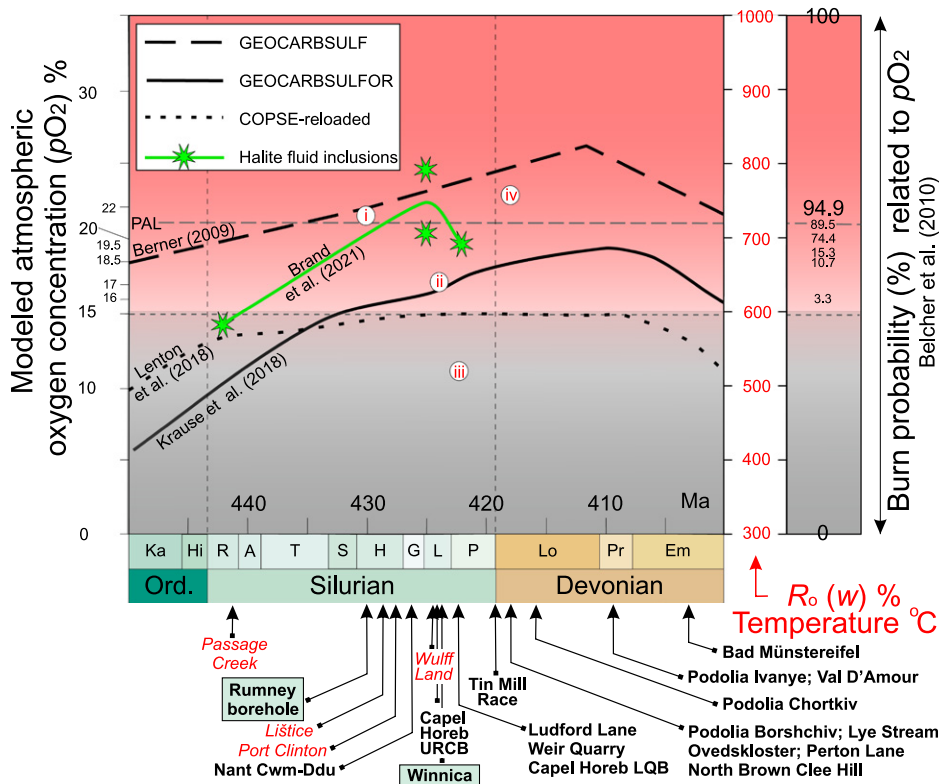 GEOCARBSULF
GEOCARBSULFOR
COPSE-reloaded
Halite fluid inclusions
Modeled atmospheric
oxygen concentration (pO2) %
30
22
20
19.5
18,5
17
16
15
10
0
PAL
Berner (2009)
Brand
et al. (2021)
Lenton
et al. (2018)
Krause et al. (2018)
i
ii
iii
iv
440
430
420
410
Ma
1000
900
800
700
600
500
400
300
100
94.9
89.5
74.4
15.3
10.7
3.3
0
Burn probability (%) related to pO2
Belcher et al. (2010)
Ka
Hi
R
A
T
S
H
G
L
P
Lo
Pr
Em
Ord.
Silurian
Devonian
Ro (w) %
Temperature °C
Passage
Creek
Rumney
borehole
Lištice
Port Clinton
Nant Cwm-Ddu
Wulff
Land
Capel
Horeb
URCB
Winnica
Tin Mill
Race
Ludford Lane
Weir Quarry
Capel Horeb LQB
Bad Münstereifel
Podolia Ivanye; Val D'Amour
Podolia Chortkiv
Podolia Borshchiv; Lye Stream
Ovedskloster; Perton Lane
North Brown Clee Hill